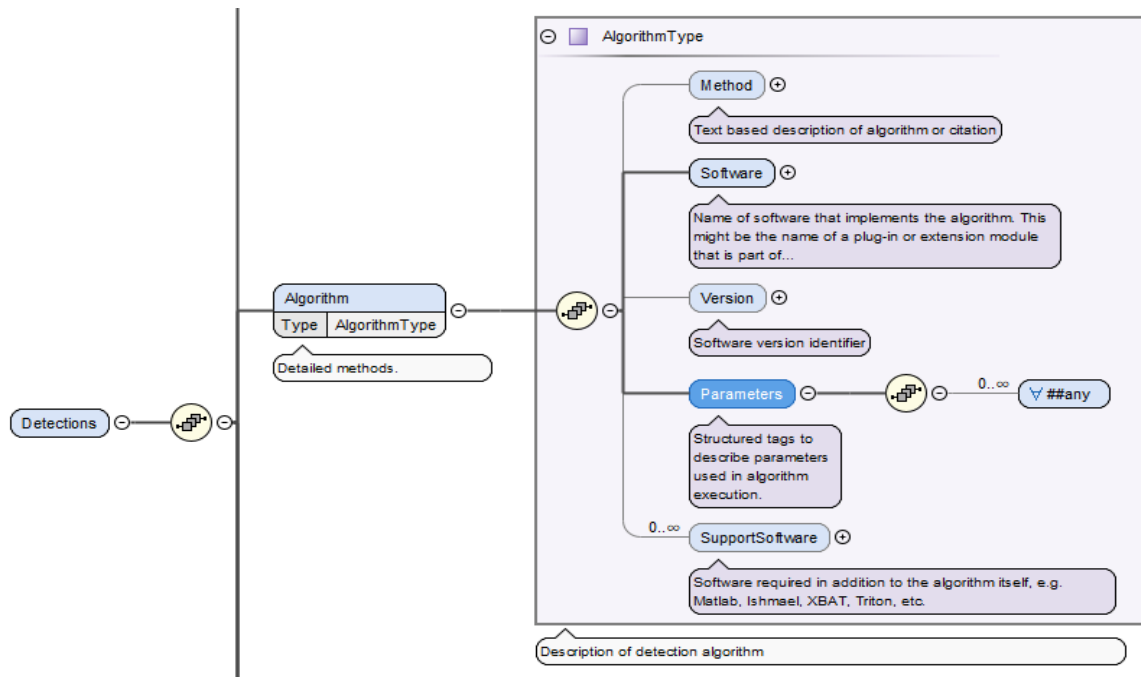 AlgorithmType
Method
Text based description of algorithm or citation
Software
Name of software that implements the algorithm. This
might be the name of a plug-in or extension module
that is part of...
Algorithm
Type AlgorithmType
Detailed methods.
Version
Software version identifier
Detections
Parameters
0..∞
∀ ##any
Structured tags to
describe parameters
used in algorithm
execution.
0..∞
SupportSoftware
Software required in addition to the algorithm itself, e.g.
Matlab, Ishmael, XBAT, Triton, etc.
Description of detection algorithm